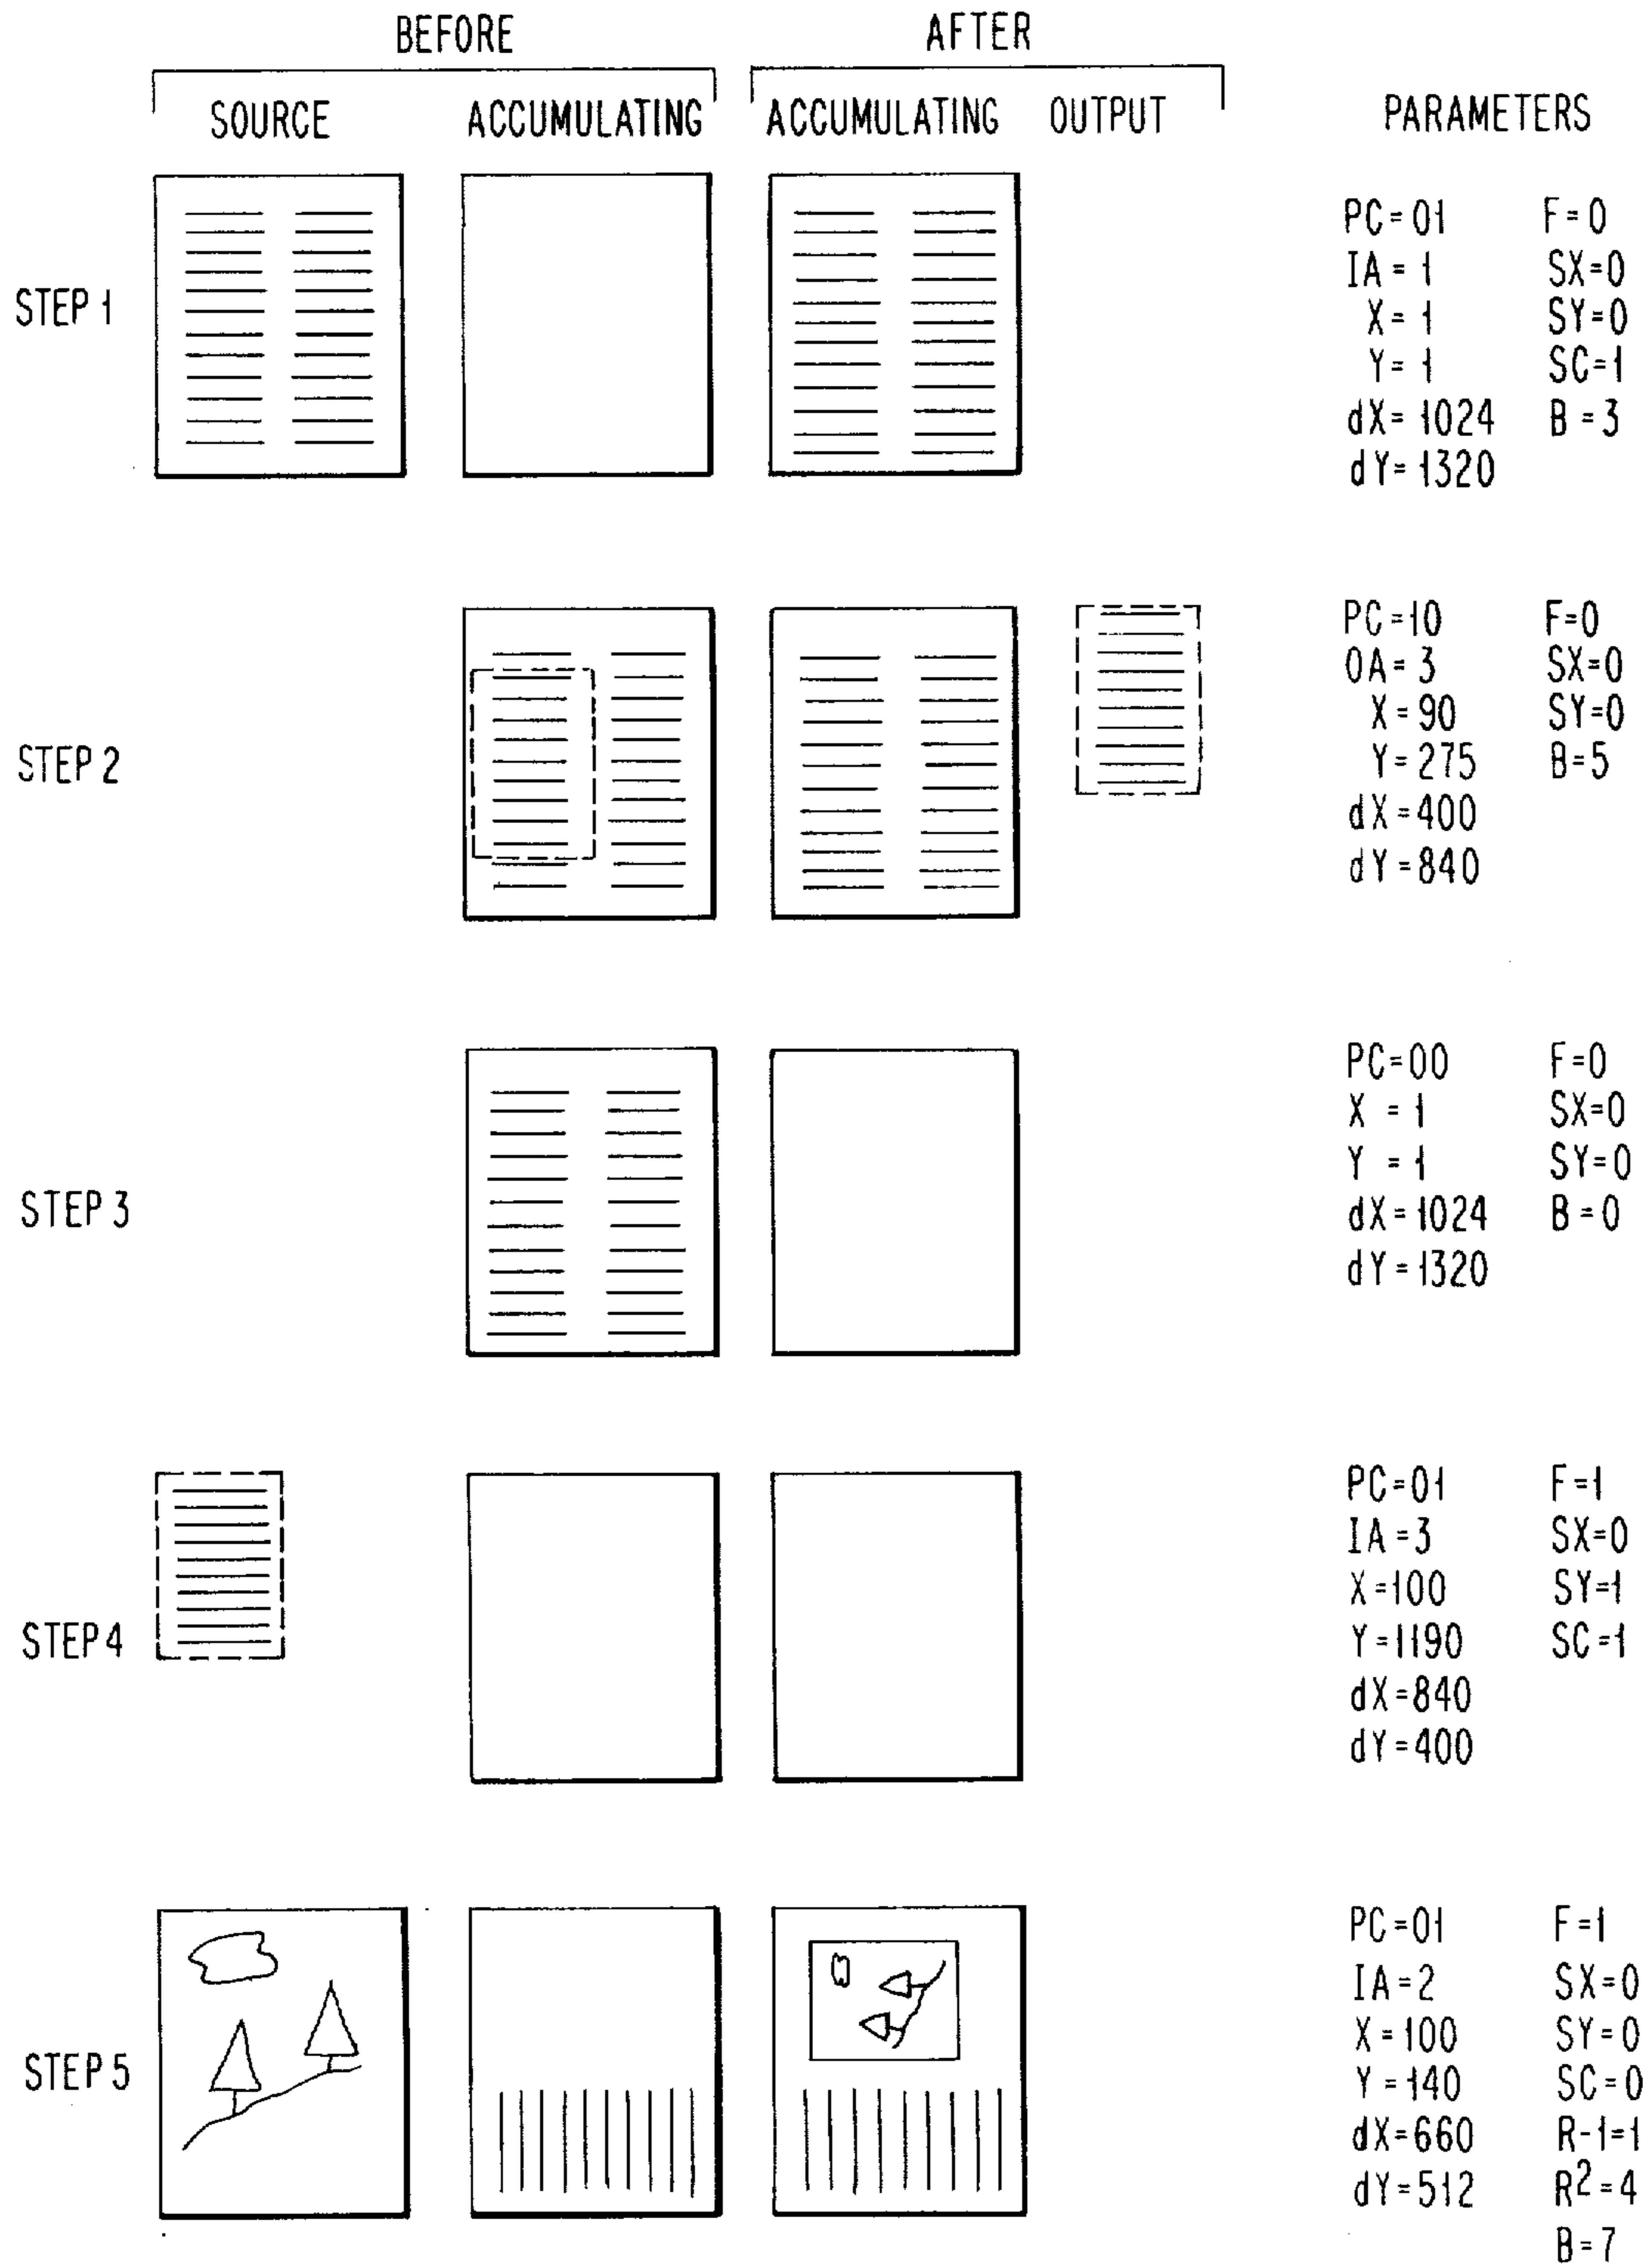 BEFORE AFTER
SOURCE ACCUMULATING ACCUMULATING OUTPUT PARAMETERS
STEP 1
PC=01 F=0
IA=1 SX=0
X=1 SY=0
Y=1 SC=1
dX=1024 B=3
dY=1320
STEP 2
PC=10 F=0
OA=3 SX=0
X=90 SY=0
Y=275 B=5
dX=400
dY=840
STEP 3
PC=00 F=0
X=1 SX=0
Y=1 SY=0
dX=1024 B=0
dY=1320
STEP 4
PC=01 F=1
IA=3 SX=0
X=100 SY=1
Y=1190 SC=1
dX=840
dY=400
STEP 5
PC=01 F=1
IA=2 SX=0
X=100 SY=0
Y=140 SC=0
dX=660 R-1=1
dY=512 R²=4
B=7